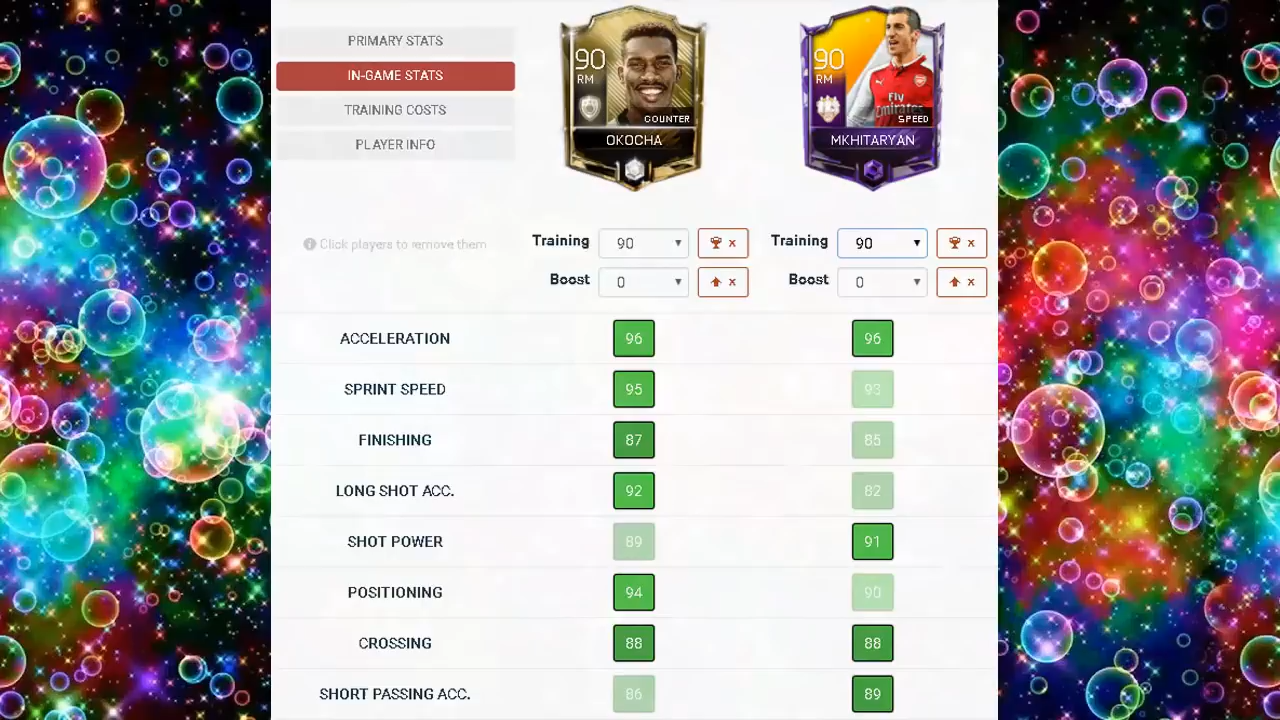 PRIMARY STATS
IN-GAME STATS
TRAINING COSTS
PLAYER INFO
90
RM
COUNTER
OKOCHA
90
RM
Fly
Emirates
SPEED
MKHITARYAN
Click players to remove them
Training 90 x Training 90 x
Boost 0 x Boost 0 x
ACCELERATION 96 96
SPRINT SPEED 95 93
FINISHING 87 85
LONG SHOT ACC. 92 82
SHOT POWER 89 91
POSITIONING 94 90
CROSSING 88 88
SHORT PASSING ACC. 86 89